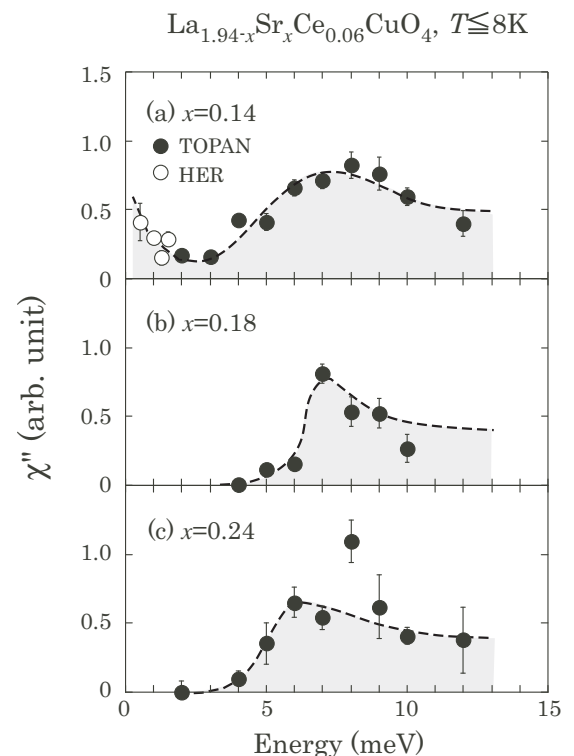 La₁.₉₄₋ₓSrₓCe₀.₀₆CuO₄, T≦8K
1.5
(a) x=0.14
TOPAN
HER
1.0
0.5
0
(b) x=0.18
1.0
0.5
0
(c) x=0.24
1.0
0.5
0
χ" (arb. unit)
0 5 10 15
Energy (meV)